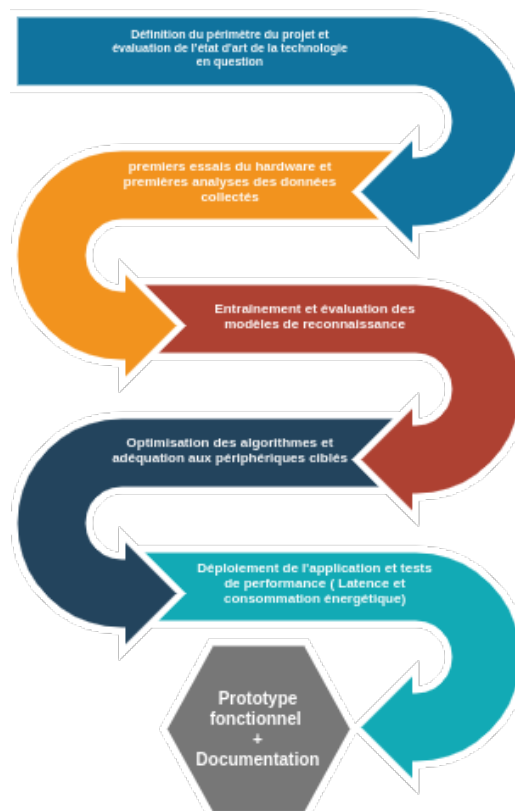 Définition du périmètre du projet et
évaluation de l'état d'art de la technologie
en question
premiers essais du hardware et
premières analyses des données
collectés
Entraînement et évaluation des
modèles de reconnaissance
Optimisation des algorithmes et
adéquation aux périphériques ciblés
Déploiement de l'application et tests
de performance ( Latence et
consommation énergétique)
Prototype
fonctionnel
+
Documentation